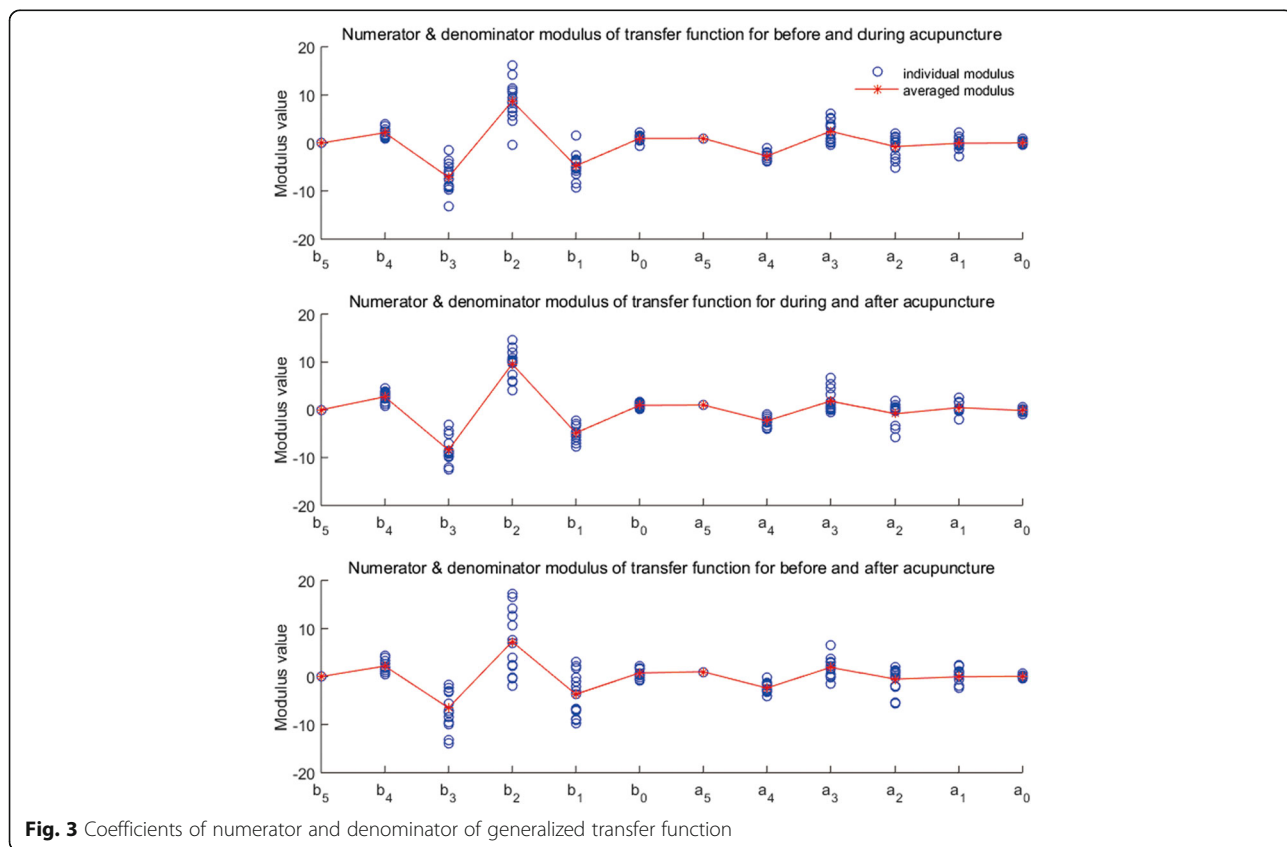 Numerator & denominator modulus of transfer function for before and during acupuncture
20
10
0
-10
-20
Modulus value
individual modulus
averaged modulus
b5 b4 b3 b2 b1 b0 a5 a4 a3 a2 a1 a0
Numerator & denominator modulus of transfer function for during and after acupuncture
20
10
0
-10
-20
Modulus value
b5 b4 b3 b2 b1 b0 a5 a4 a3 a2 a1 a0
Numerator & denominator modulus of transfer function for before and after acupuncture
20
10
0
-10
-20
Modulus value
b5 b4 b3 b2 b1 b0 a5 a4 a3 a2 a1 a0
Fig. 3 Coefficients of numerator and denominator of generalized transfer function